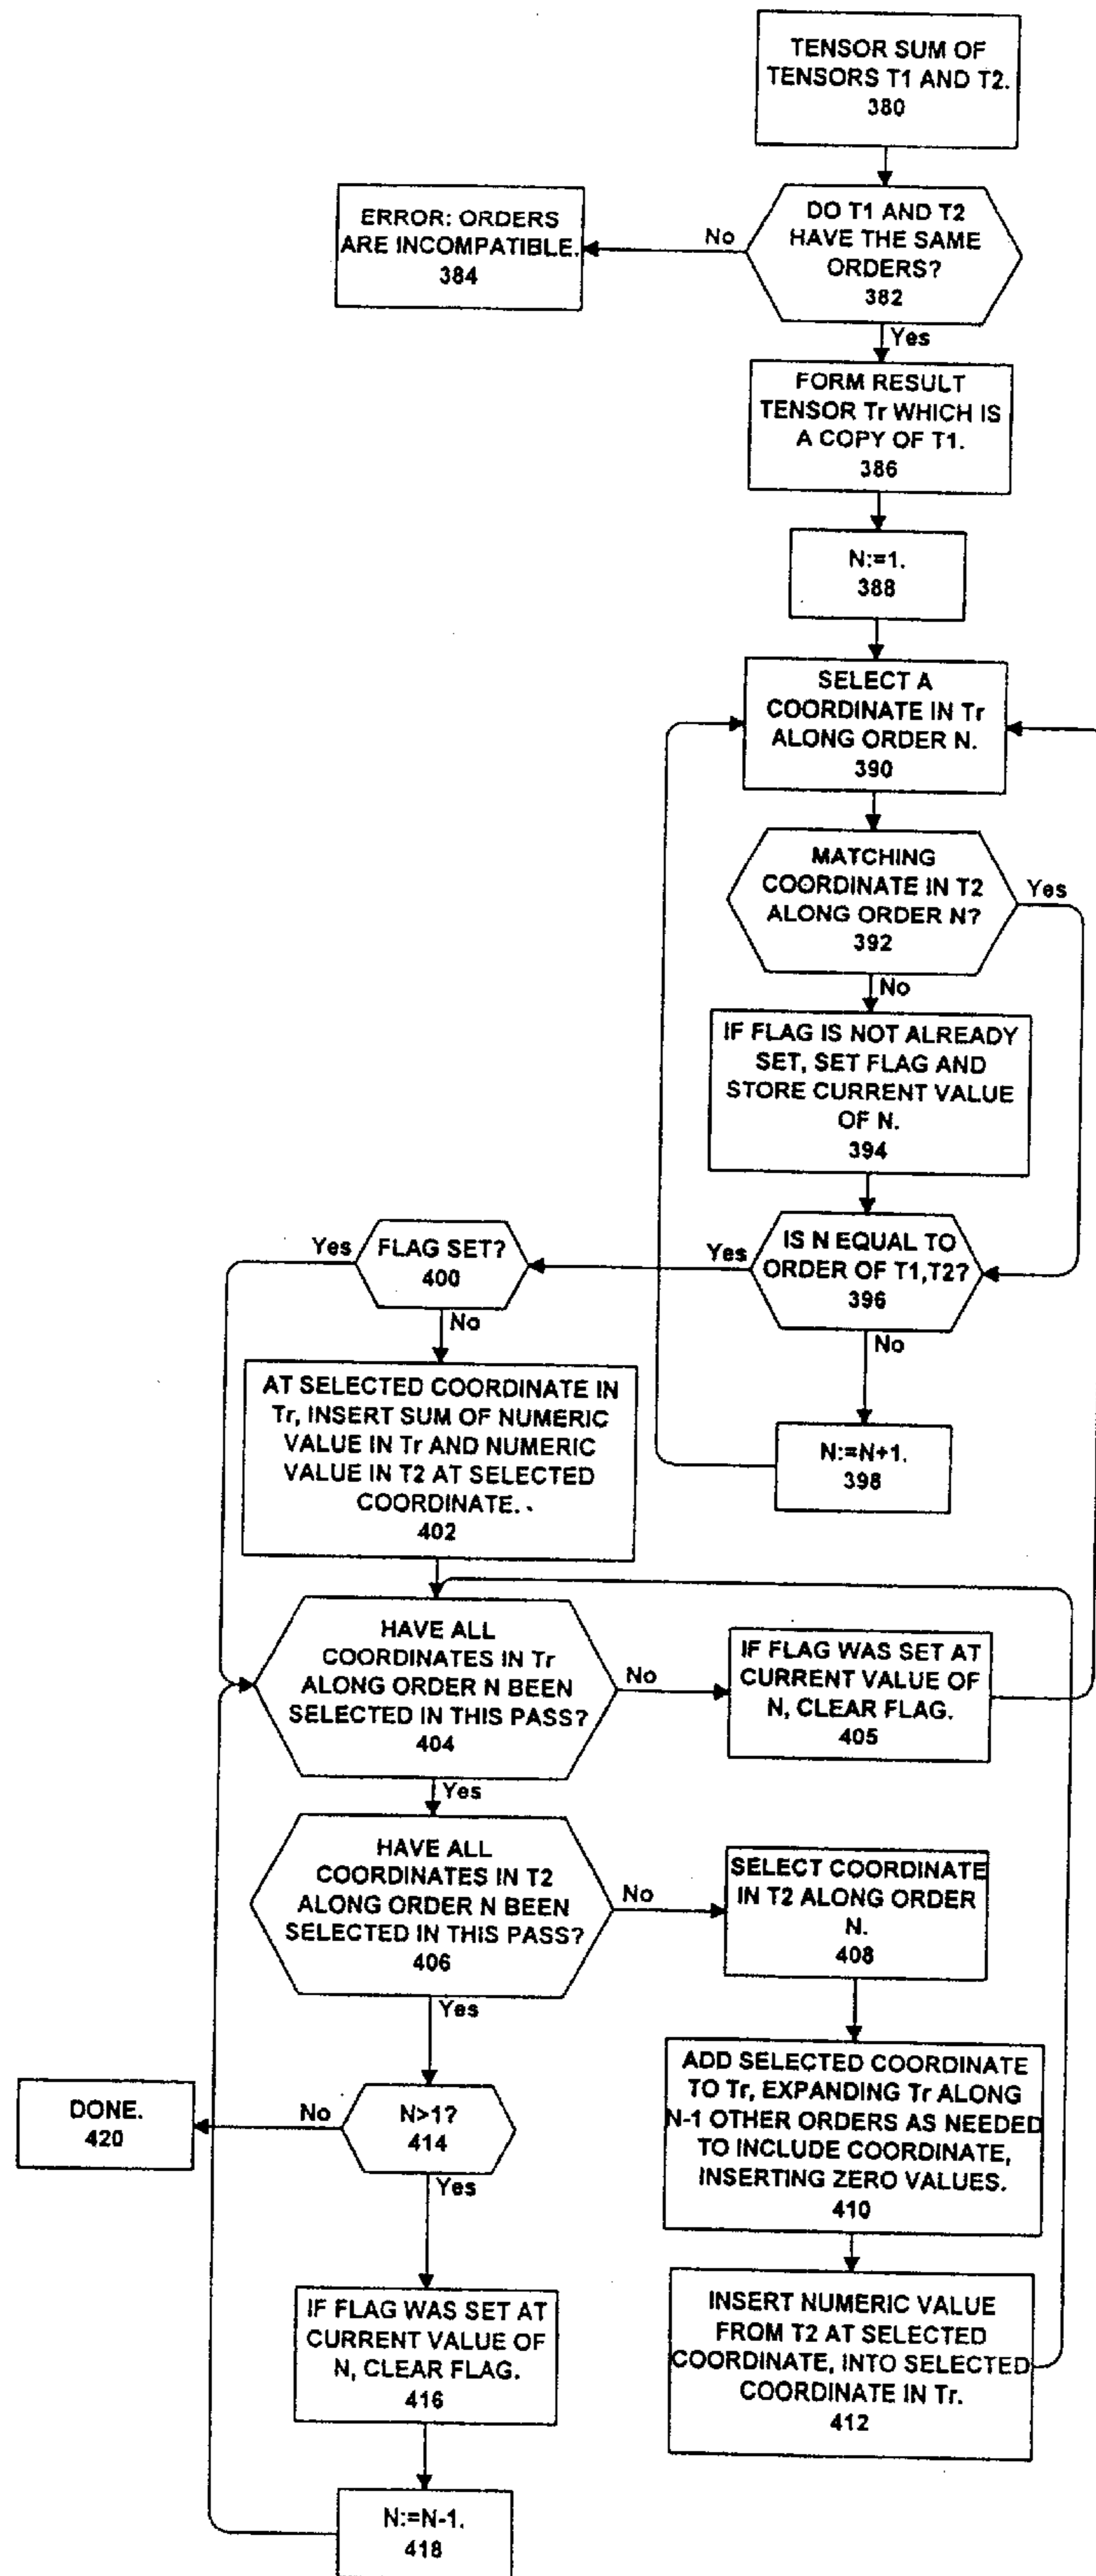 TENSOR SUM OF
TENSORS T1 AND T2.
380
DO T1 AND T2
HAVE THE SAME
ORDERS?
382
No
ERROR: ORDERS
ARE INCOMPATIBLE.
384
Yes
FORM RESULT
TENSOR Tr WHICH IS
A COPY OF T1.
386
N:=1.
388
SELECT A
COORDINATE IN Tr
ALONG ORDER N.
390
MATCHING
COORDINATE IN T2
ALONG ORDER N?
392
Yes
No
IF FLAG IS NOT ALREADY
SET, SET FLAG AND
STORE CURRENT VALUE
OF N.
394
IS N EQUAL TO
ORDER OF T1,T2?
396
Yes
No
N:=N+1.
398
FLAG SET?
400
Yes
No
AT SELECTED COORDINATE IN
Tr, INSERT SUM OF NUMERIC
VALUE IN Tr AND NUMERIC
VALUE IN T2 AT SELECTED
COORDINATE.
402
HAVE ALL
COORDINATES IN Tr
ALONG ORDER N BEEN
SELECTED IN THIS PASS?
404
No
IF FLAG WAS SET AT
CURRENT VALUE OF
N, CLEAR FLAG.
405
Yes
HAVE ALL
COORDINATES IN T2
ALONG ORDER N BEEN
SELECTED IN THIS PASS?
406
No
SELECT COORDINATE
IN T2 ALONG ORDER
N.
408
Yes
ADD SELECTED COORDINATE
TO Tr, EXPANDING Tr ALONG
N-1 OTHER ORDERS AS NEEDED
TO INCLUDE COORDINATE,
INSERTING ZERO VALUES.
410
N>1?
414
No
DONE.
420
Yes
INSERT NUMERIC VALUE
FROM T2 AT SELECTED
COORDINATE, INTO SELECTED
COORDINATE IN Tr.
412
IF FLAG WAS SET AT
CURRENT VALUE OF
N, CLEAR FLAG.
416
N:=N-1.
418